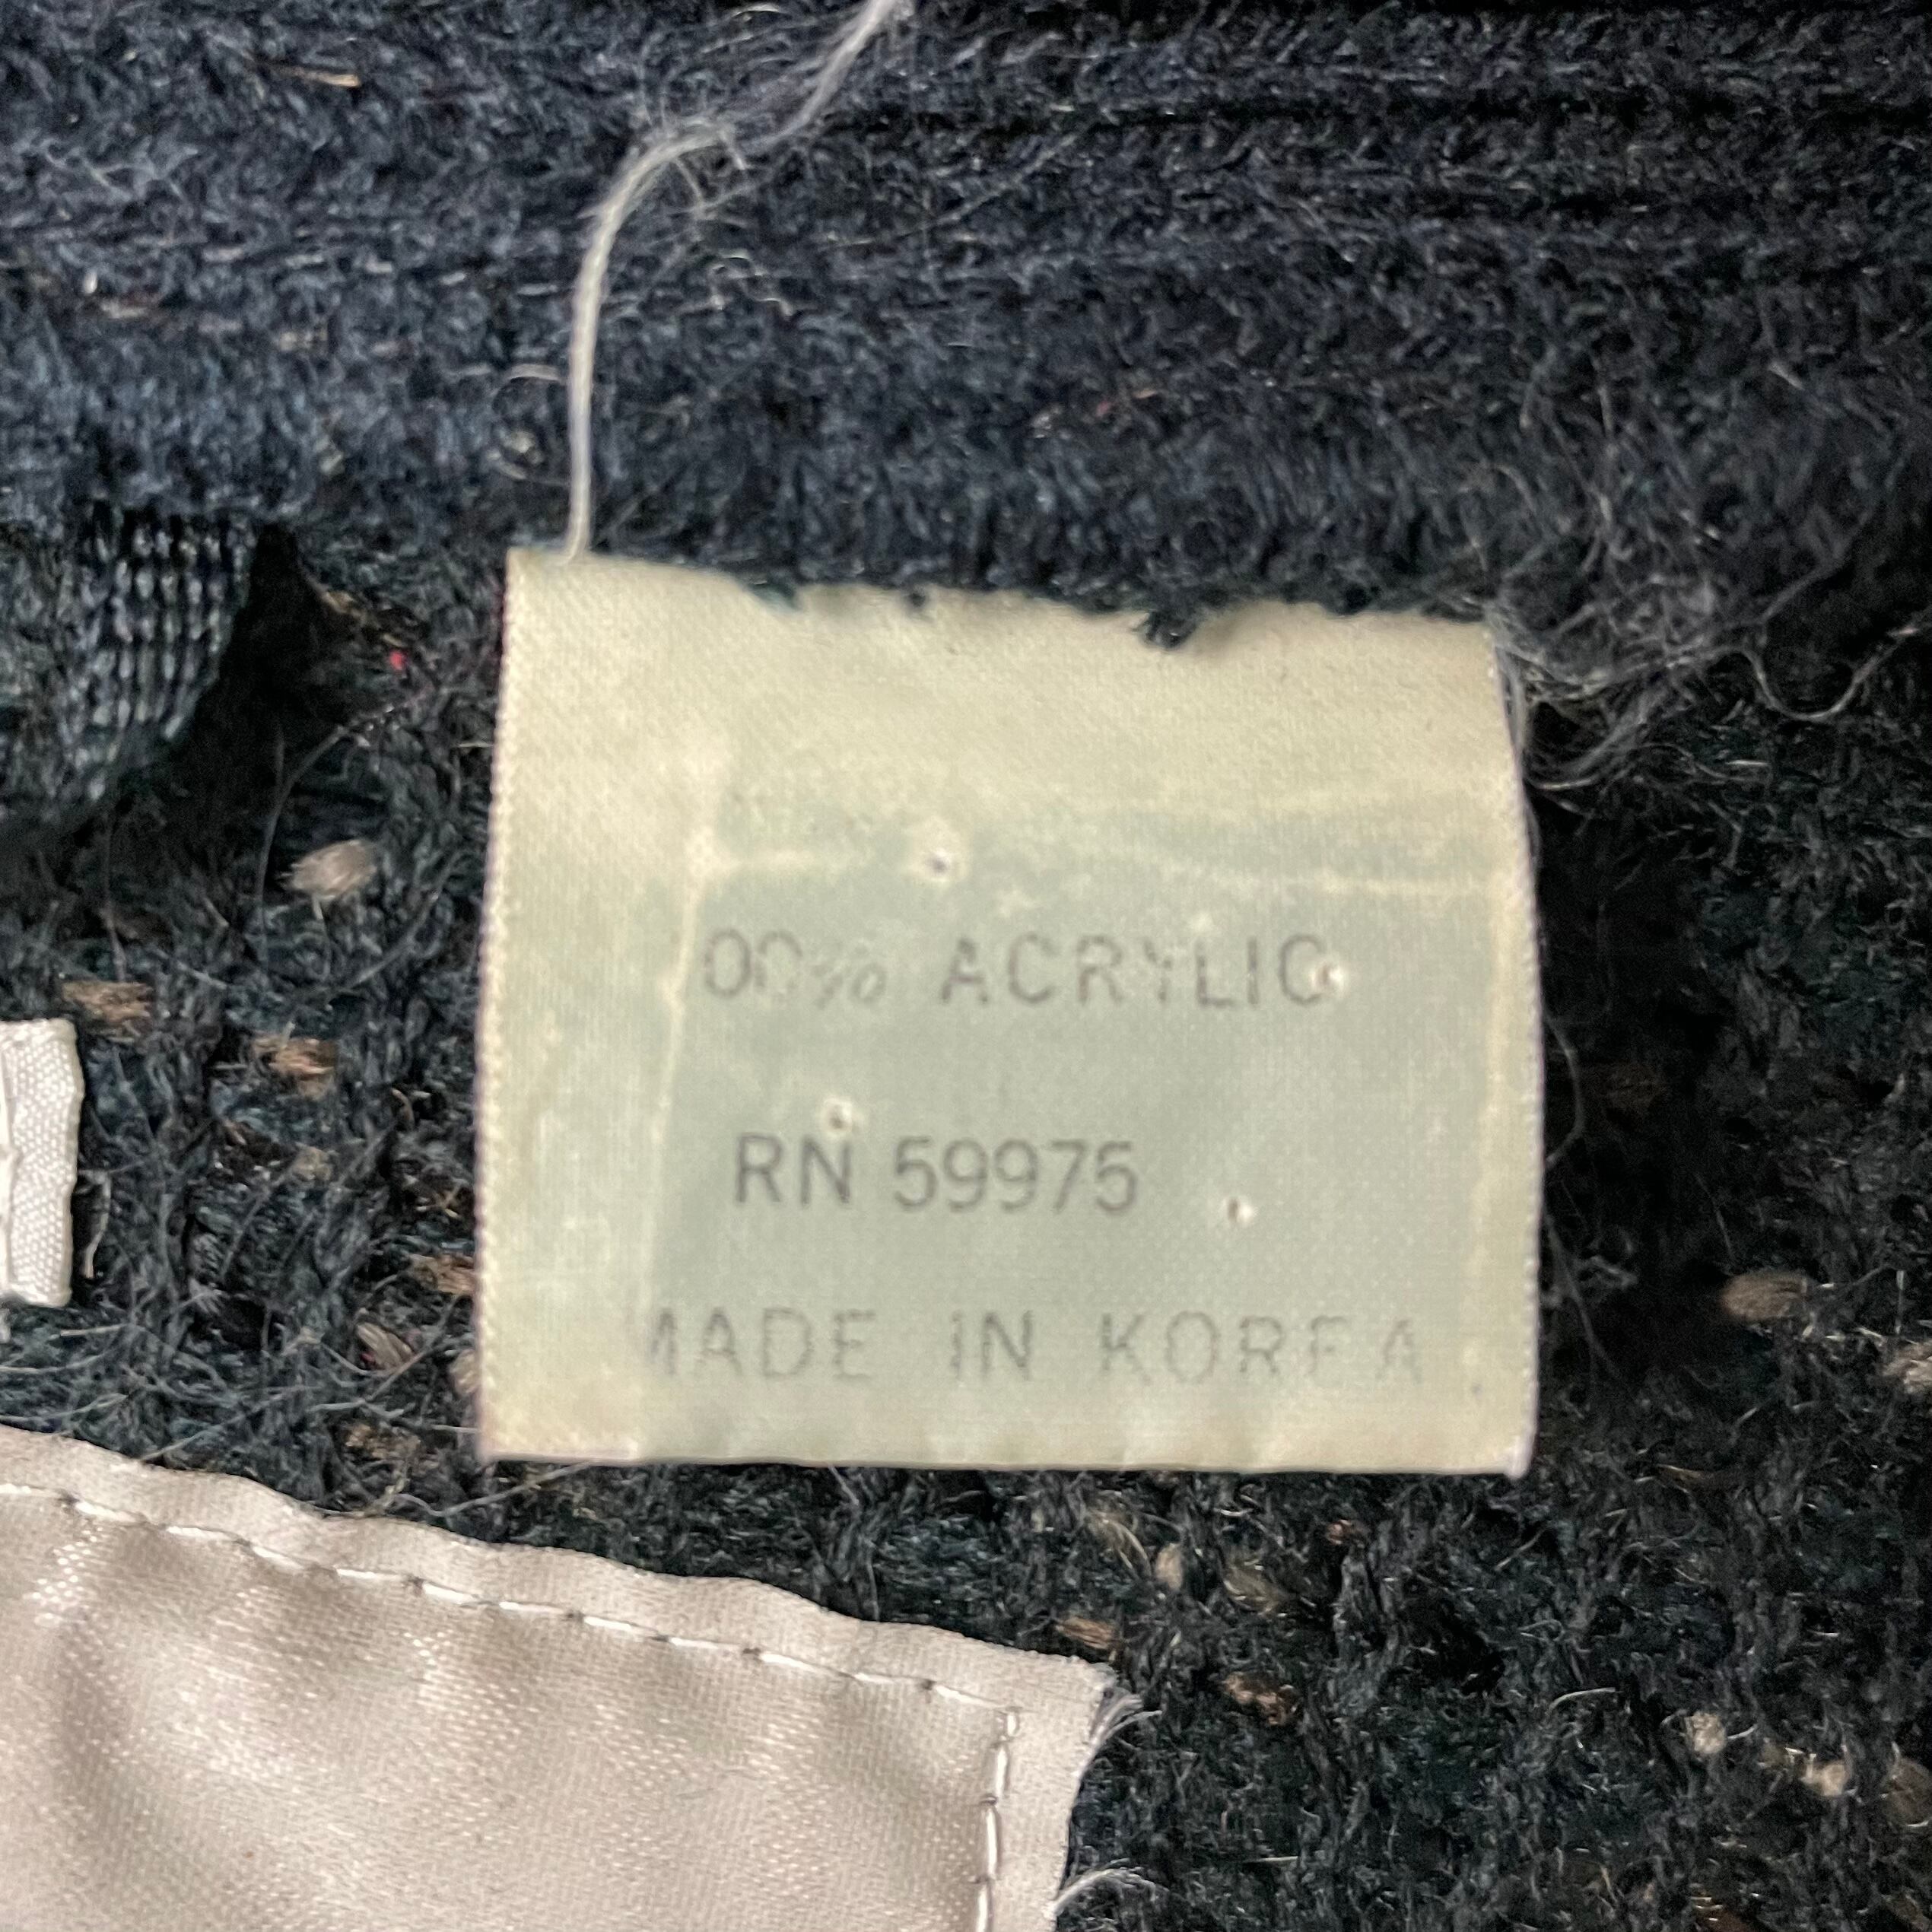 00% ACRYLIC
RN 59975
MADE IN KOREA